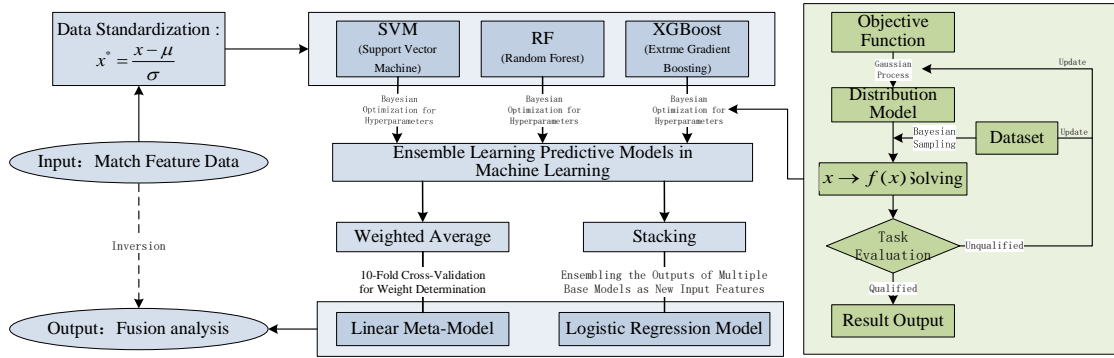 Data Standardization :
x* = (x − μ) / σ
Input: Match Feature Data
Inversion
Output: Fusion analysis
SVM
(Support Vector
Machine)
RF
(Random Forest)
XGBoost
(Extrme Gradient
Boosting)
Bayesian
Optimization for
Hyperparameters
Bayesian
Optimization for
Hyperparameters
Bayesian
Optimization for
Hyperparameters
Ensemble Learning Predictive Models in
Machine Learning
Weighted Average
Stacking
10-Fold Cross-Validation
for Weight Determination
Ensembling the Outputs of Multiple
Base Models as New Input Features
Linear Meta-Model
Logistic Regression Model
Objective
Function
Gaussian
Process
Update
Distribution
Model
Bayesian
Sampling
Dataset
Update
x → f(x) Solving
Task
Evaluation
Unqualified
Qualified
Result Output